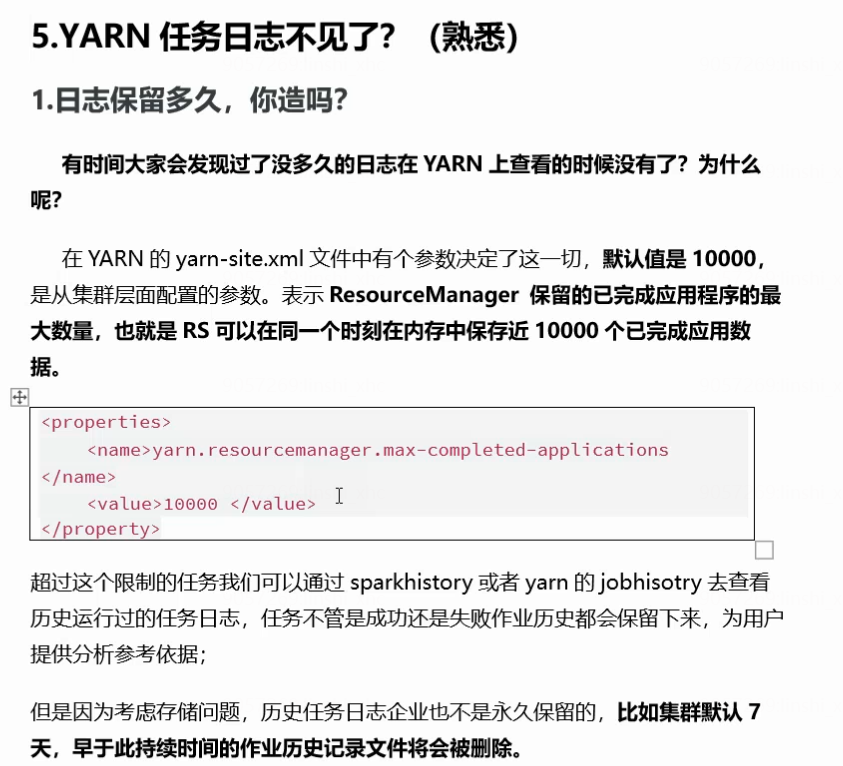 5.YARN 任务日志不见了？（熟悉）
1.日志保留多久，你造吗？
有时间大家会发现过了没多久的日志在 YARN 上查看的时候没有了？为什么
呢？
在 YARN 的 yarn-site.xml 文件中有个参数决定了这一切，默认值是 10000，
是从集群层面配置的参数。表示 ResourceManager 保留的已完成应用程序的最
大数量，也就是 RS 可以在同一个时刻在内存中保存近 10000 个已完成应用数
据。
<properties>
<name>yarn.resourcemanager.max-completed-applications
</name>
<value>10000 </value>
</property>
超过这个限制的任务我们可以通过 sparkhistory 或者 yarn 的 jobhisotry 去查看
历史运行过的任务日志，任务不管是成功还是失败作业历史都会保留下来，为用户
提供分析参考依据；
但是因为考虑存储问题，历史任务日志企业也不是永久保留的，比如集群默认 7
天，早于此持续时间的作业历史记录文件将会被删除。